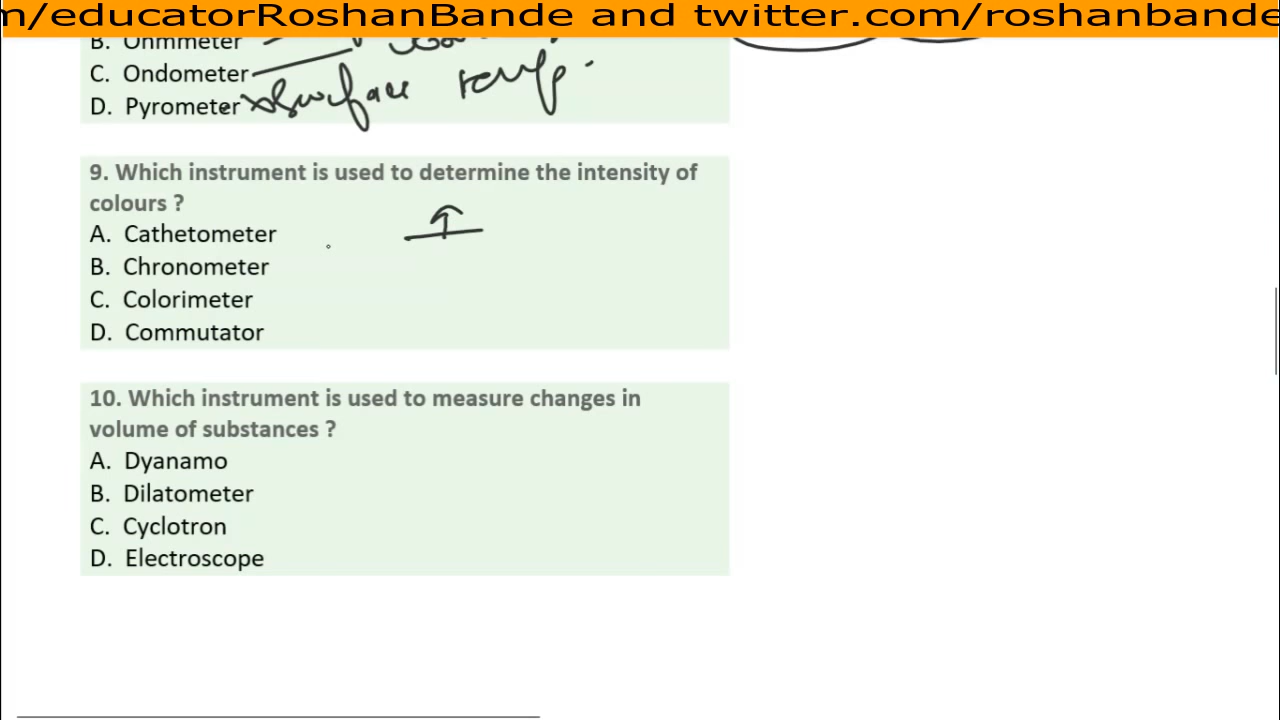 m/educatorRoshanBande and twitter.com/roshanbande
B. Ohmmeter
C. Ondometer
D. Pyrometer surface temp.
9. Which instrument is used to determine the intensity of
colours ?
A. Cathetometer
B. Chronometer
C. Colorimeter
D. Commutator
10. Which instrument is used to measure changes in
volume of substances ?
A. Dyanamo
B. Dilatometer
C. Cyclotron
D. Electroscope